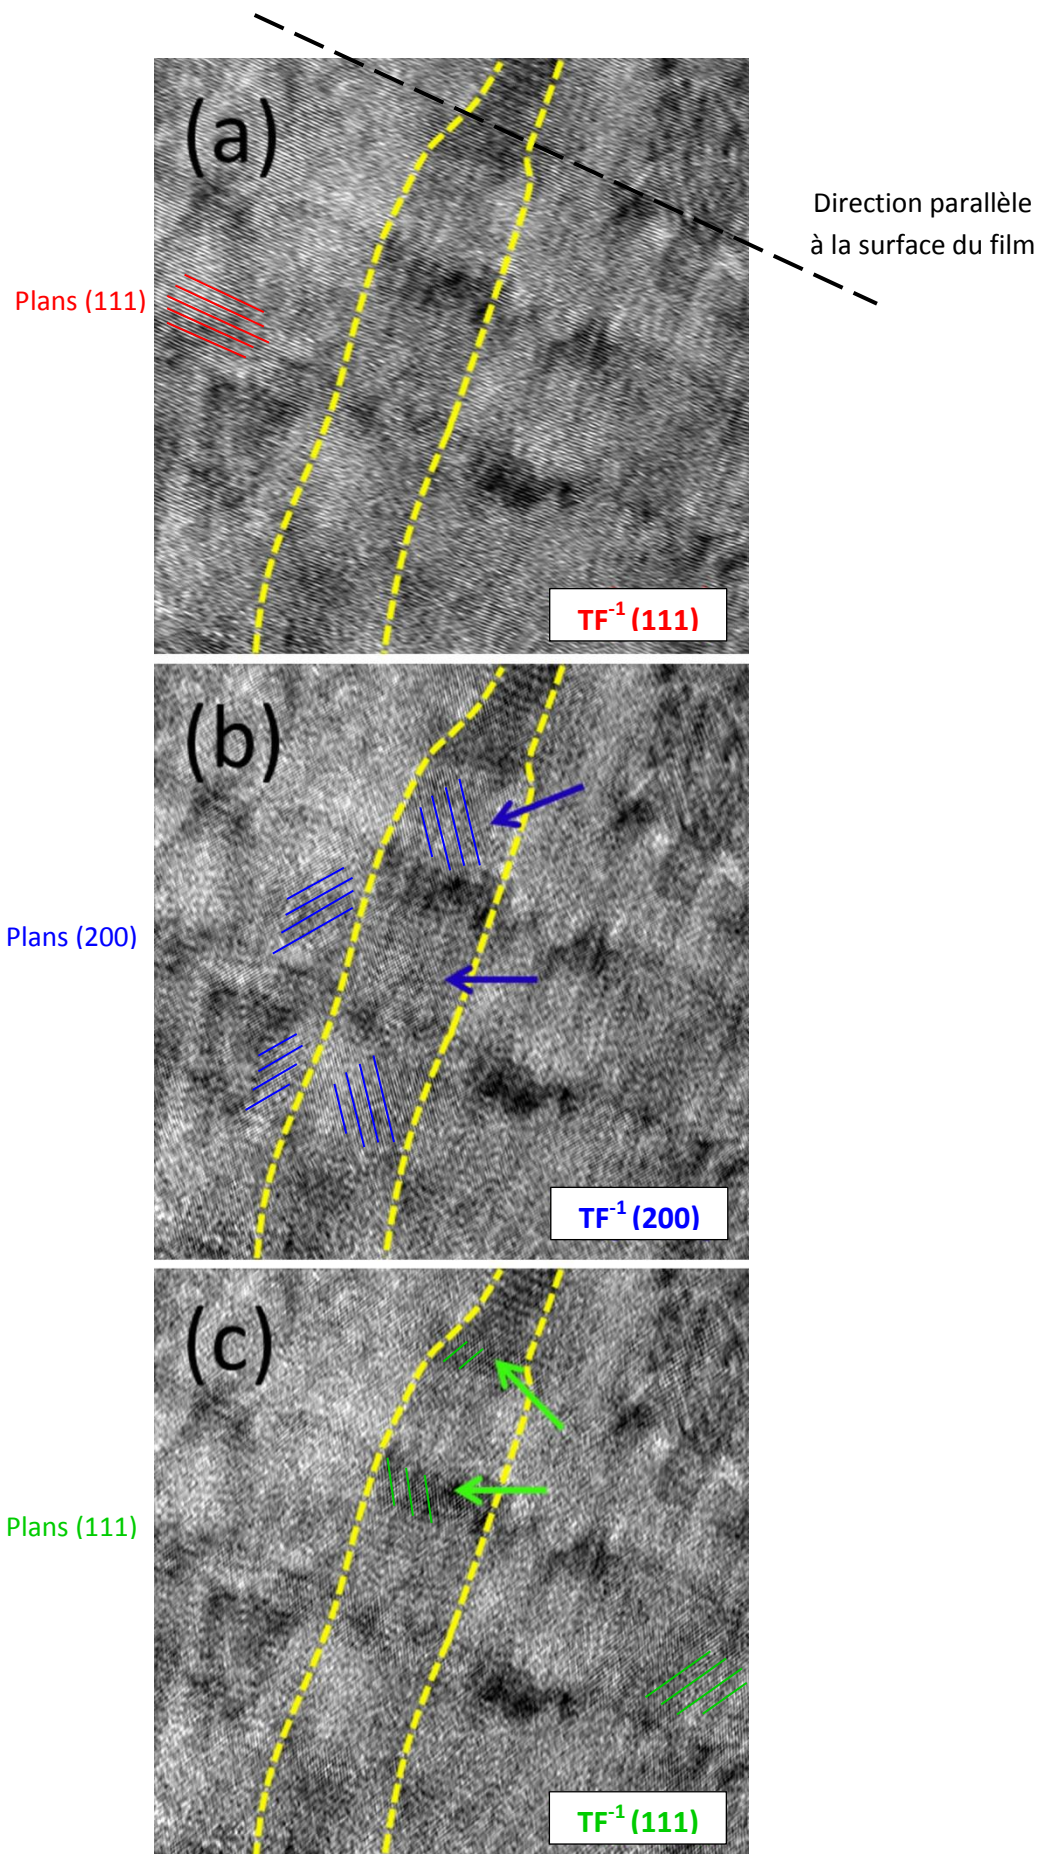 (a)
Direction parallèle
à la surface du film
Plans (111)
TF⁻¹ (111)
(b)
Plans (200)
TF⁻¹ (200)
(c)
Plans (111)
TF⁻¹ (111)